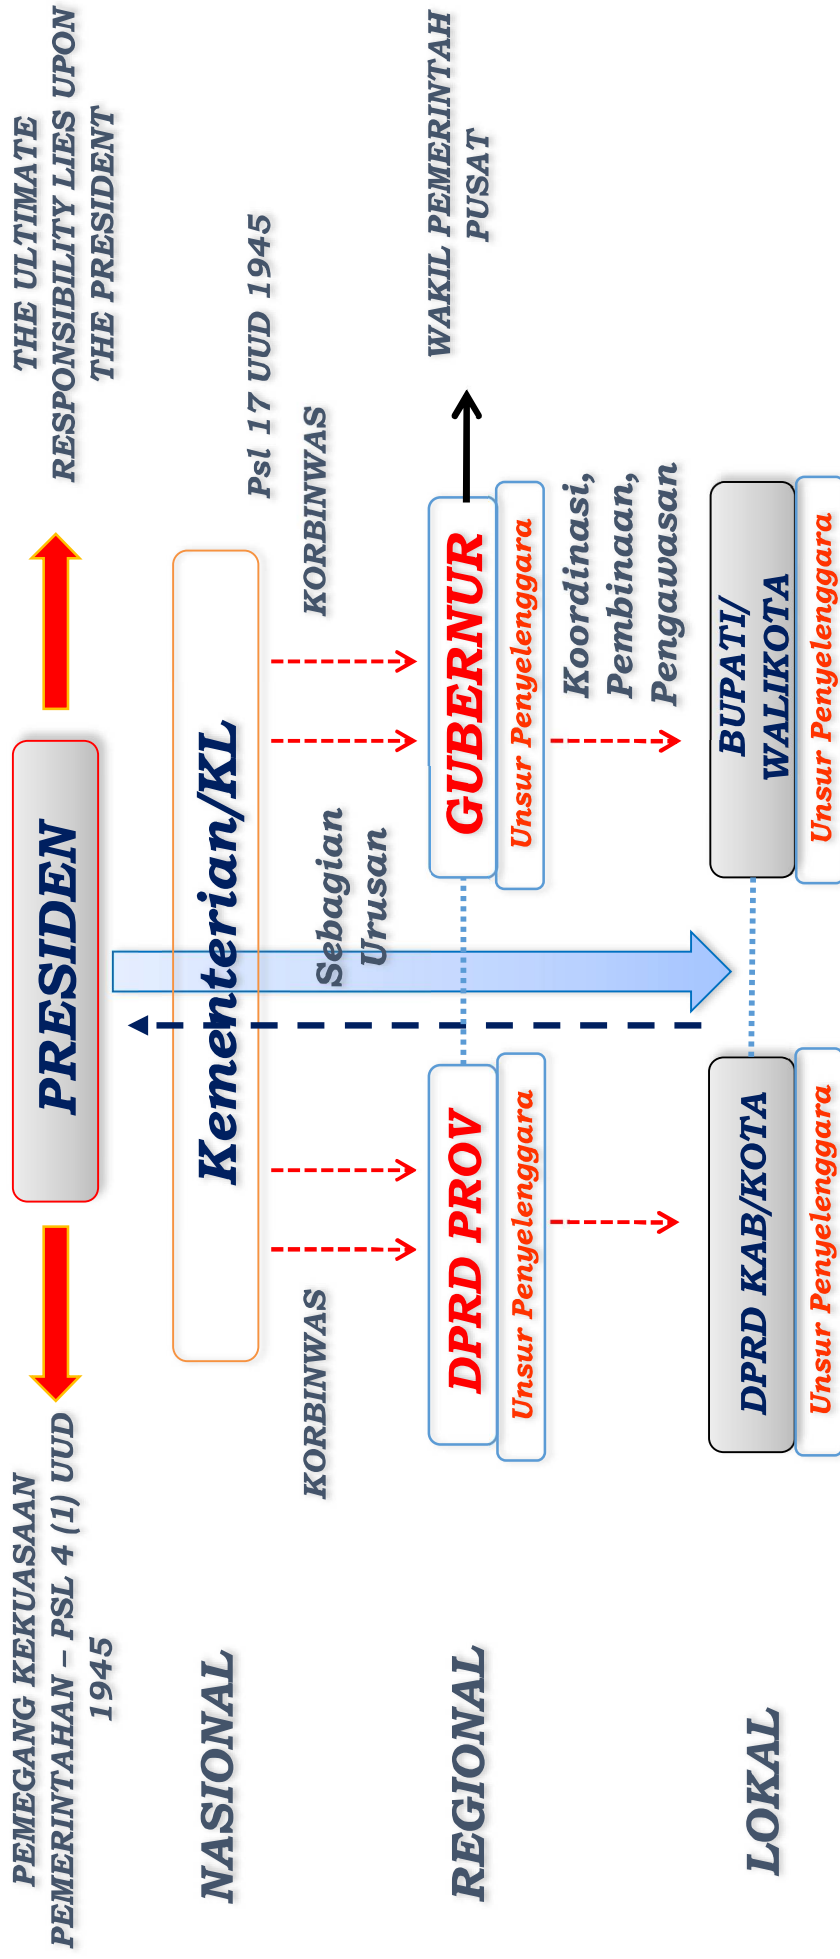 PEMEGANG KEKUASAAN
PEMERINTAHAN – PSL 4 (1) UUD
1945
PRESIDEN
THE ULTIMATE
RESPONSIBILITY LIES UPON
THE PRESIDENT
NASIONAL
Kementerian/KL
Psl 17 UUD 1945
KORBINWAS
Sebagian
Urusan
KORBINWAS
REGIONAL
DPRD PROV
Unsur Penyelenggara
GUBERNUR
Unsur Penyelenggara
WAKIL PEMERINTAH
PUSAT
Koordinasi,
Pembinaan,
Pengawasan
LOKAL
DPRD KAB/KOTA
Unsur Penyelenggara
BUPATI/
WALIKOTA
Unsur Penyelenggara